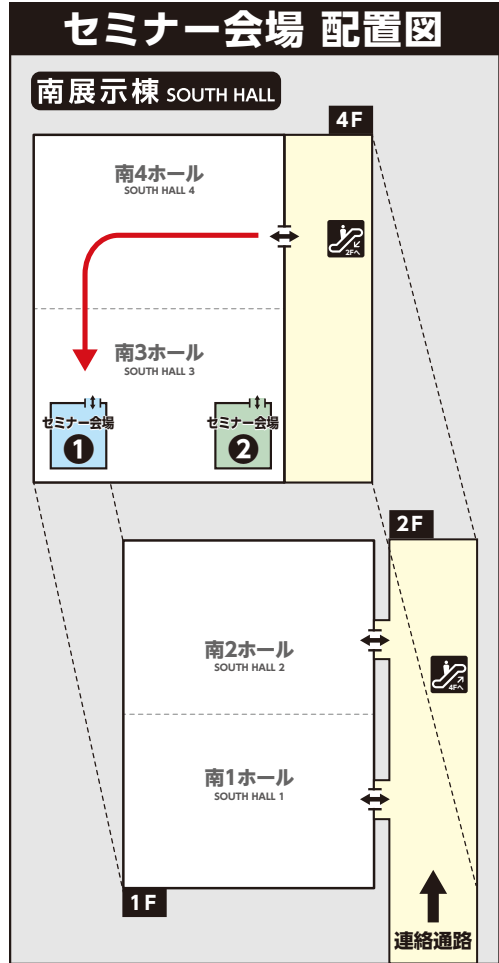 セミナー会場 配置図
南展示棟 SOUTH HALL
4F
南4ホール
SOUTH HALL 4
2Fへ
南3ホール
SOUTH HALL 3
セミナー会場
1
セミナー会場
2
2F
南2ホール
SOUTH HALL 2
4Fへ
南1ホール
SOUTH HALL 1
1F
連絡通路